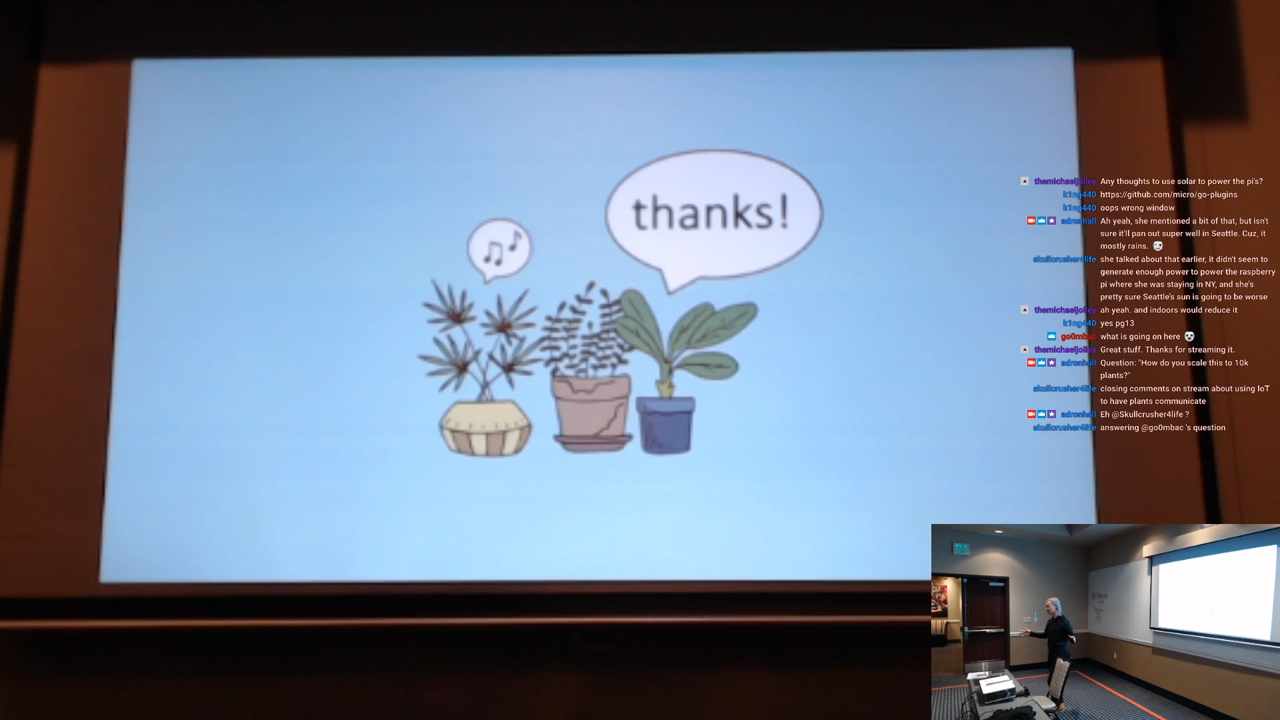 thanks!
themichaeljolley Any thoughts to use solar to power the pi's?
k1ng440 https://github.com/micro/go-plugins
k1ng440 oops wrong window
adronhall Ah yeah, she mentioned a bit of that, but isn't
sure it'll pan out super well in Seattle. Cuz, it
mostly rains.
skullcrusher4life she talked about that earlier, it didn't seem to
generate enough power to power the raspberry
pi where she was staying in NY, and she's
pretty sure Seattle's sun is going to be worse
themichaeljolley ah yeah. and indoors would reduce it
k1ng440 yes pg13
go0mbac what is going on here
themichaeljolley Great stuff. Thanks for streaming it.
adronhall Question: "How do you scale this to 10k
plants?"
skullcrusher4life closing comments on stream about using IoT
to have plants communicate
adronhall Eh @Skullcrusher4life ?
skullcrusher4life answering @go0mbac 's question